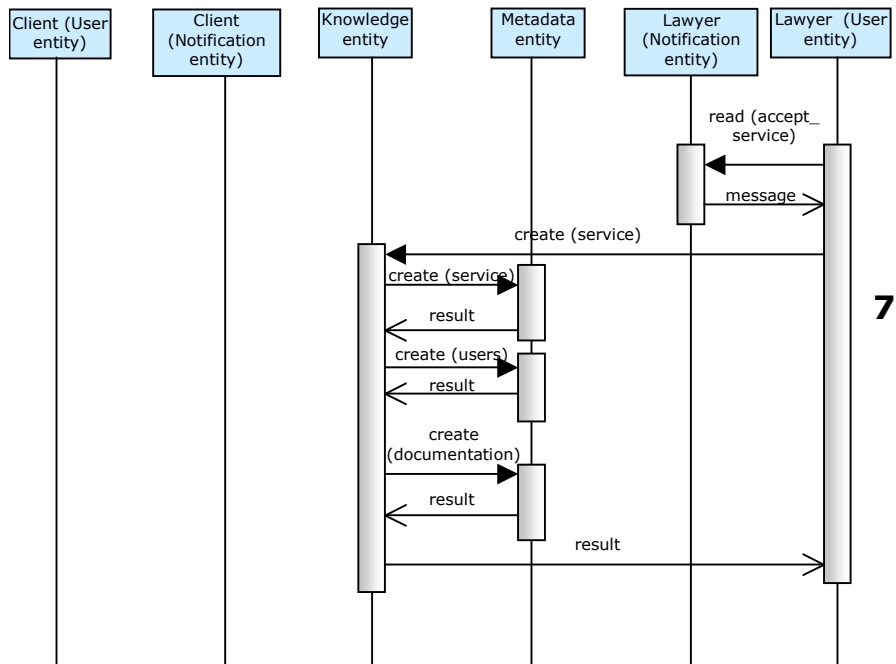 Client (User
entity)
Client
(Notification
entity)
Knowledge
entity
Metadata
entity
Lawyer
(Notification
entity)
Lawyer (User
entity)
read (accept_
service)
message
create (service)
create (service)
result
7
create (users)
result
create
(documentation)
result
result